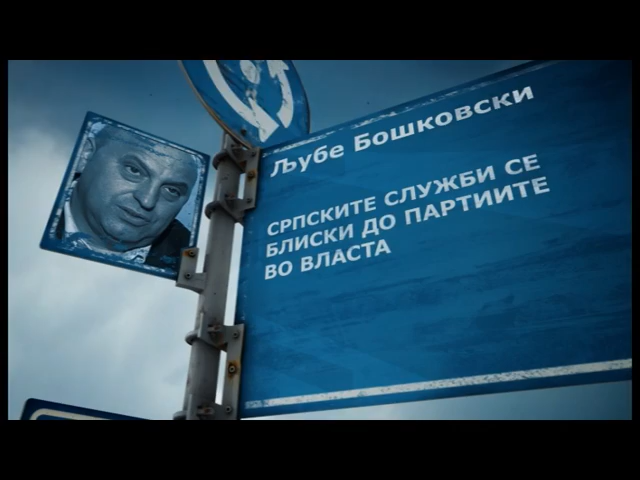 Љубе Бошковски
СРПСКИТЕ СЛУЖБИ СЕ
БЛИСКИ ДО ПАРТИИТЕ
ВО ВЛАСТА